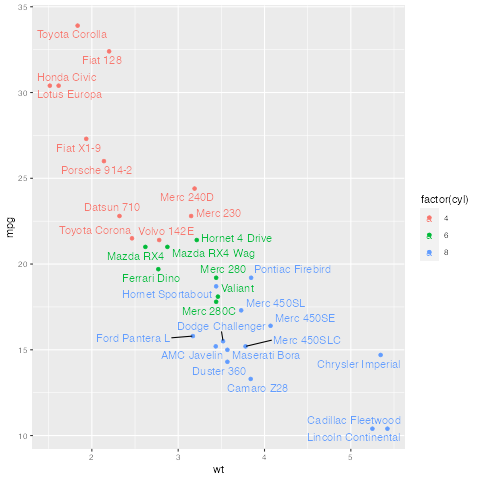 35
Toyota Corolla
Fiat 128
30
Honda Civic
Lotus Europa
Fiat X1-9
Porsche 914-2
25
Merc 240D
Datsun 710
Merc 230
Toyota Corona
Volvo 142E
Hornet 4 Drive
Mazda RX4
Mazda RX4 Wag
20
Ferrari Dino
Merc 280
Pontiac Firebird
Hornet Sportabout
Valiant
Merc 280C
Merc 450SL
Dodge Challenger
Merc 450SE
Ford Pantera L
Merc 450SLC
15
AMC Javelin
Maserati Bora
Duster 360
Chrysler Imperial
Camaro Z28
Cadillac Fleetwood
Lincoln Continental
10
2
3
4
5
wt
mpg
factor(cyl)
a 4
a 6
a 8